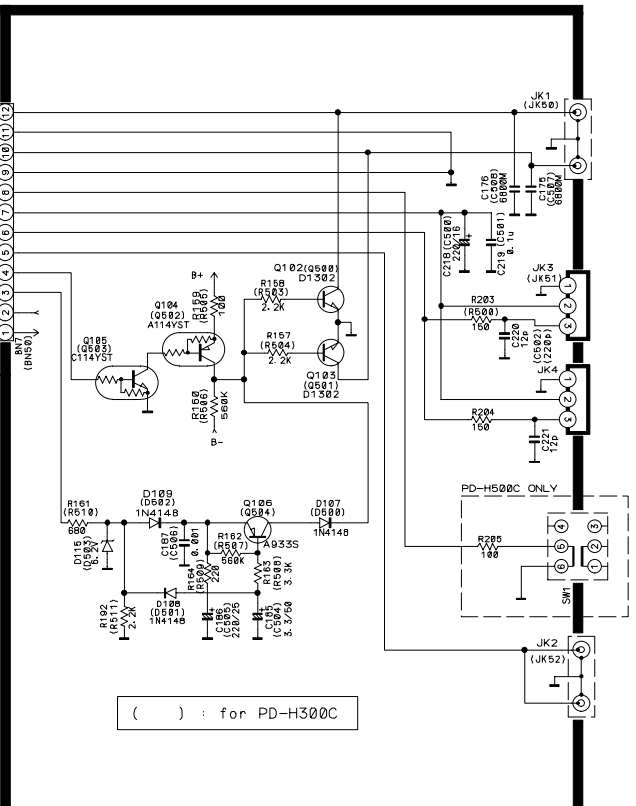 JK1
(JK50)
12
11
10
9
8
7
6
5
4
3
2
1
BN7
(BN50)
C176
(C508)
6800M
C175
(C507)
6800M
C218(C500)
220/16
+
C219 (C501)
0.1u
JK3
(JK51)
1
2
3
R203
(R500)
150
C220
12p
(C502)
(220p)
B+
Q102(Q500)
D1302
R158
(R503)
2.2K
R159
(R505)
100
Q104
(Q502)
A114YST
Q105
(Q503)
C114YST
R157
(R504)
2.2K
Q103
(Q501)
D1302
R160
(R506)
560K
B-
JK4
1
2
3
R204
150
C221
12p
PD-H500C ONLY
R161
(R510)
680
D109
(D502)
1N4148
Q106
(Q504)
A933S
D107
(D500)
1N4148
D115
(D503)
6.2V
C187
(C506)
0.001
R162
(R507)
560K
R164
(R509)
220
R163
(R508)
3.3K
R192
(R511)
2.2K
D108
(D501)
1N4148
C186
(C505)
220/25
+
C185
(C504)
3.3/50
+
R205
100
4
3
5
2
6
1
SW1
JK2
(JK52)
( ) : for PD-H300C